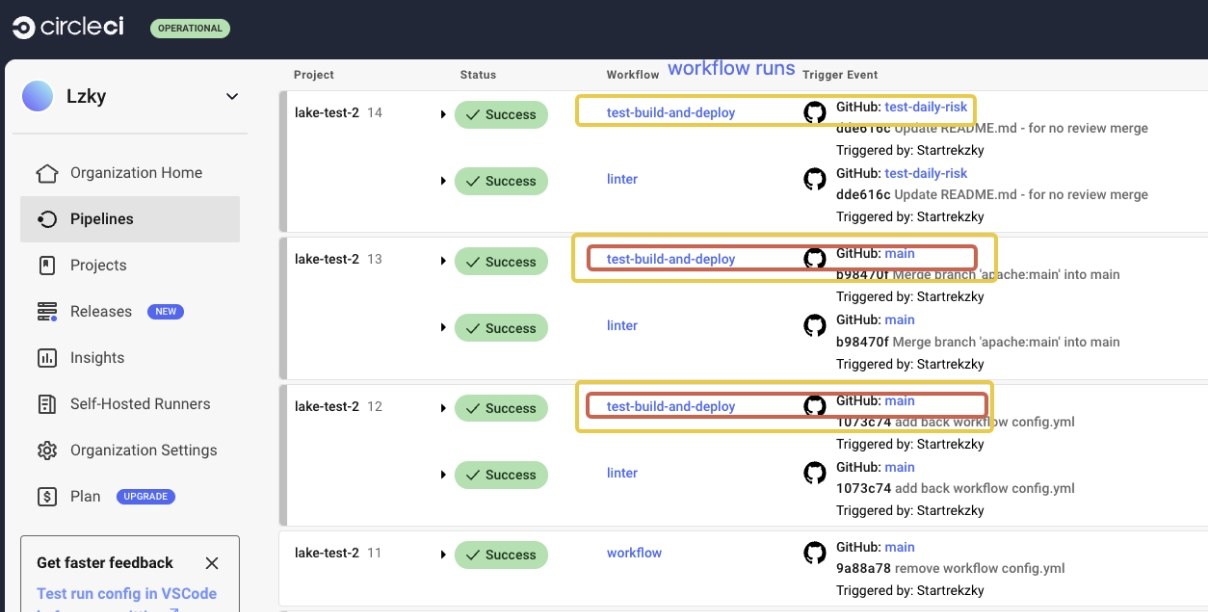 circleci OPERATIONAL
Lzky
Organization Home
Pipelines
Projects
Releases NEW
Insights
Self-Hosted Runners
Organization Settings
Plan UPGRADE
Get faster feedback
Test run config in VSCode
Project Status Workflow workflow runs Trigger Event
lake-test-2 14 Success test-build-and-deploy GitHub: test-daily-risk
dde616c Update README.md - for no review merge
Triggered by: Startrekzky
Success linter GitHub: test-daily-risk
dde616c Update README.md - for no review merge
Triggered by: Startrekzky
lake-test-2 13 Success test-build-and-deploy GitHub: main
b98470f Merge branch 'apache:main' into main
Triggered by: Startrekzky
Success linter GitHub: main
b98470f Merge branch 'apache:main' into main
Triggered by: Startrekzky
lake-test-2 12 Success test-build-and-deploy GitHub: main
1073c74 add back workflow config.yml
Triggered by: Startrekzky
Success linter GitHub: main
1073c74 add back workflow config.yml
Triggered by: Startrekzky
lake-test-2 11 Success workflow GitHub: main
9a88a78 remove workflow config.yml
Triggered by: Startrekzky